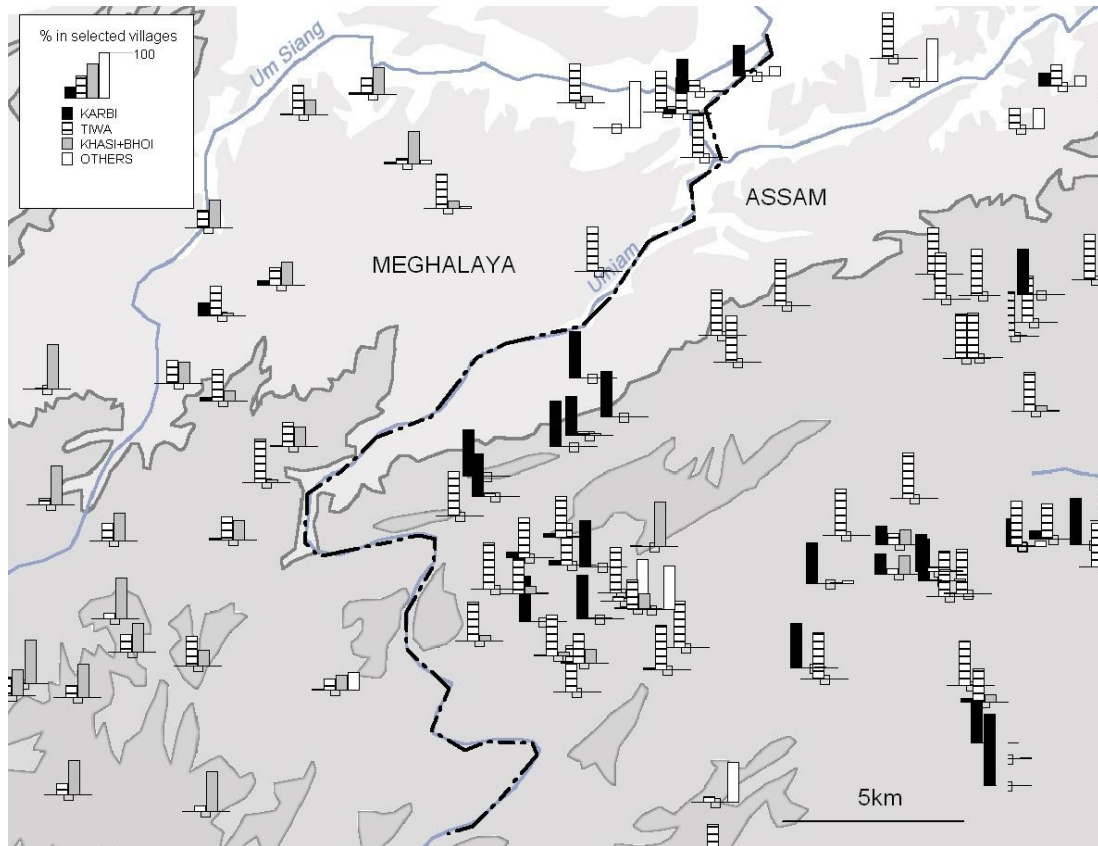 % in selected villages
100
KARBI
TIWA
KHASI+BHOI
OTHERS
Um Siang
ASSAM
MEGHALAYA
Umiam
5km